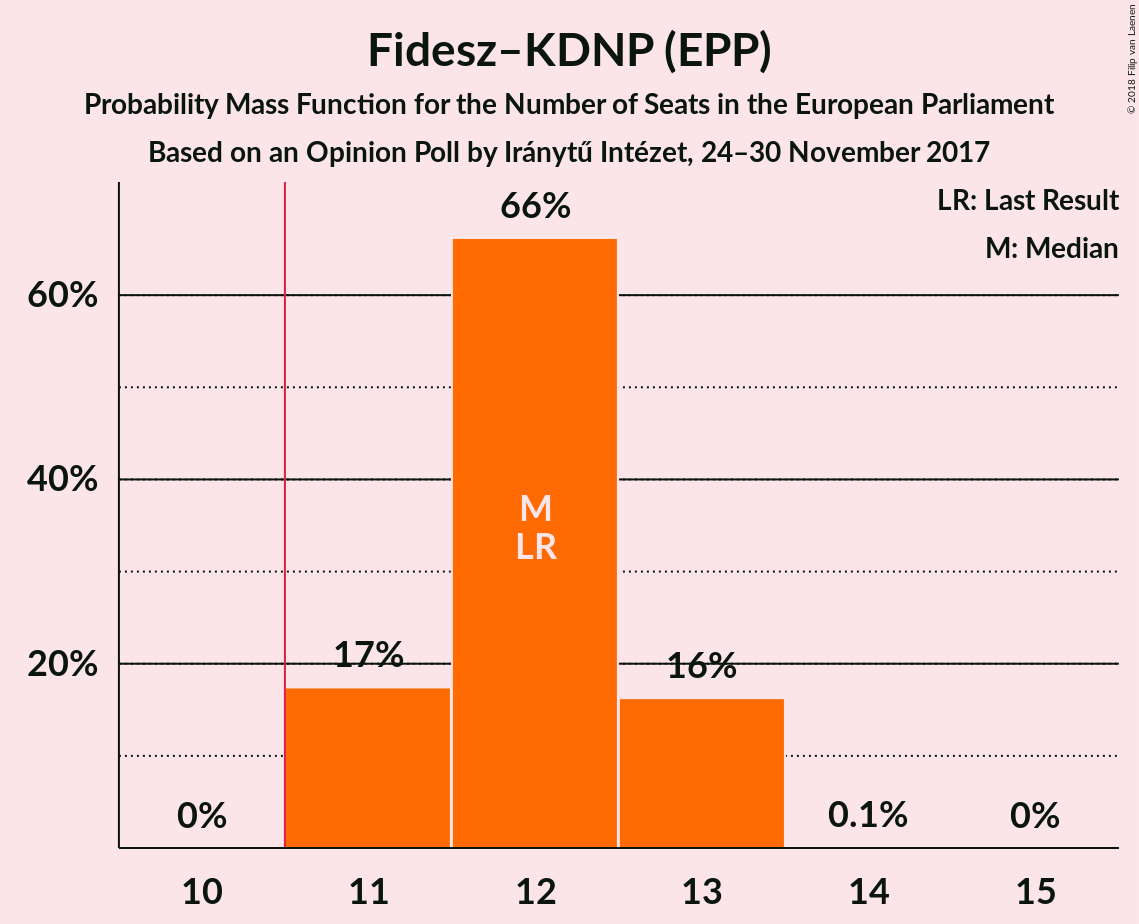 Fidesz–KDNP (EPP)
Probability Mass Function for the Number of Seats in the European Parliament
Based on an Opinion Poll by Iránytű Intézet, 24–30 November 2017
© 2018 Filip van Laenen
LR: Last Result
M: Median
60%
40%
20%
0%
17%
66%
M
LR
16%
0.1%
0%
10
11
12
13
14
15